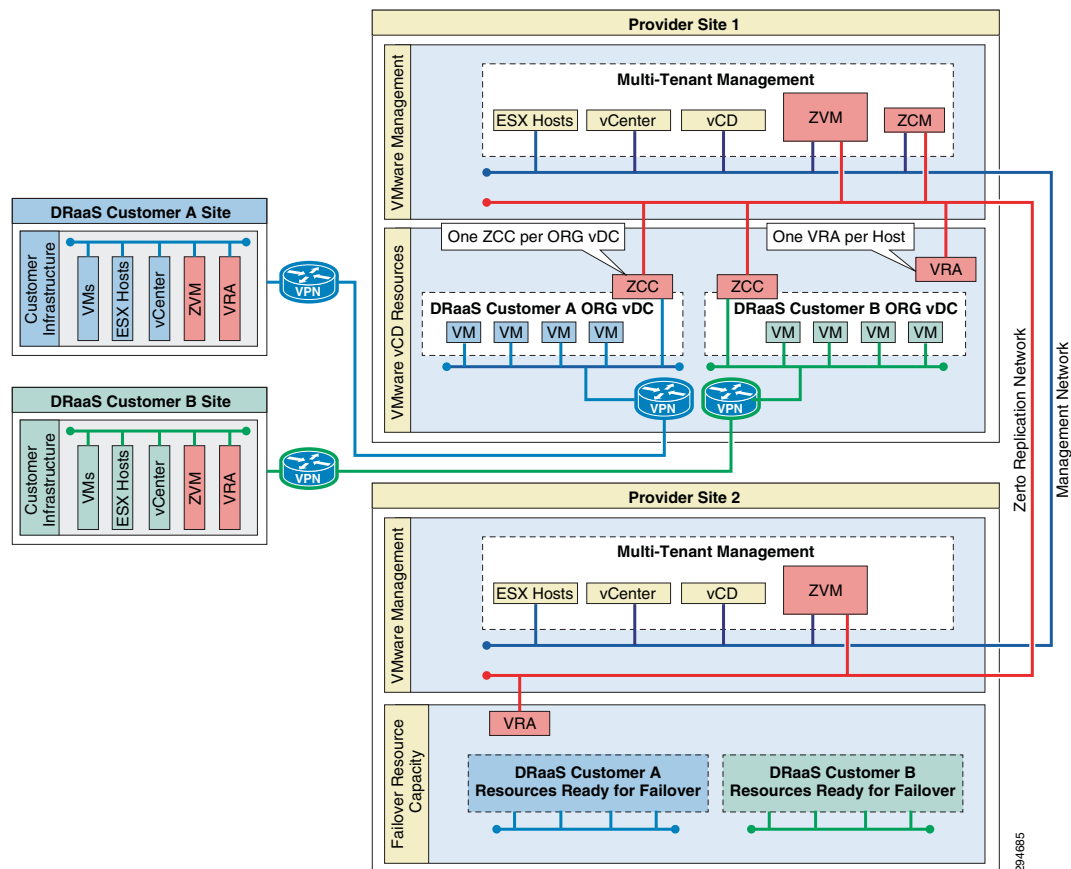 Provider Site 1
VMware Management
Multi-Tenant Management
ESX Hosts
vCenter
vCD
ZVM
ZCM
DRaaS Customer A Site
Customer
Infrastructure
VMs
ESX Hosts
vCenter
ZVM
VRA
VPN
DRaaS Customer B Site
Customer
Infrastructure
VMs
ESX Hosts
vCenter
ZVM
VRA
VPN
VMware vCD Resources
One ZCC per ORG vDC
One VRA per Host
ZCC
ZCC
VRA
DRaaS Customer A ORG vDC
VM
VM
VM
VM
DRaaS Customer B ORG vDC
VM
VM
VM
VM
VPN
VPN
Zerto Replication Network
Management Network
Provider Site 2
VMware Management
Multi-Tenant Management
ESX Hosts
vCenter
vCD
ZVM
Failover Resource
Capacity
VRA
DRaaS Customer A
Resources Ready for Failover
DRaaS Customer B
Resources Ready for Failover
294685